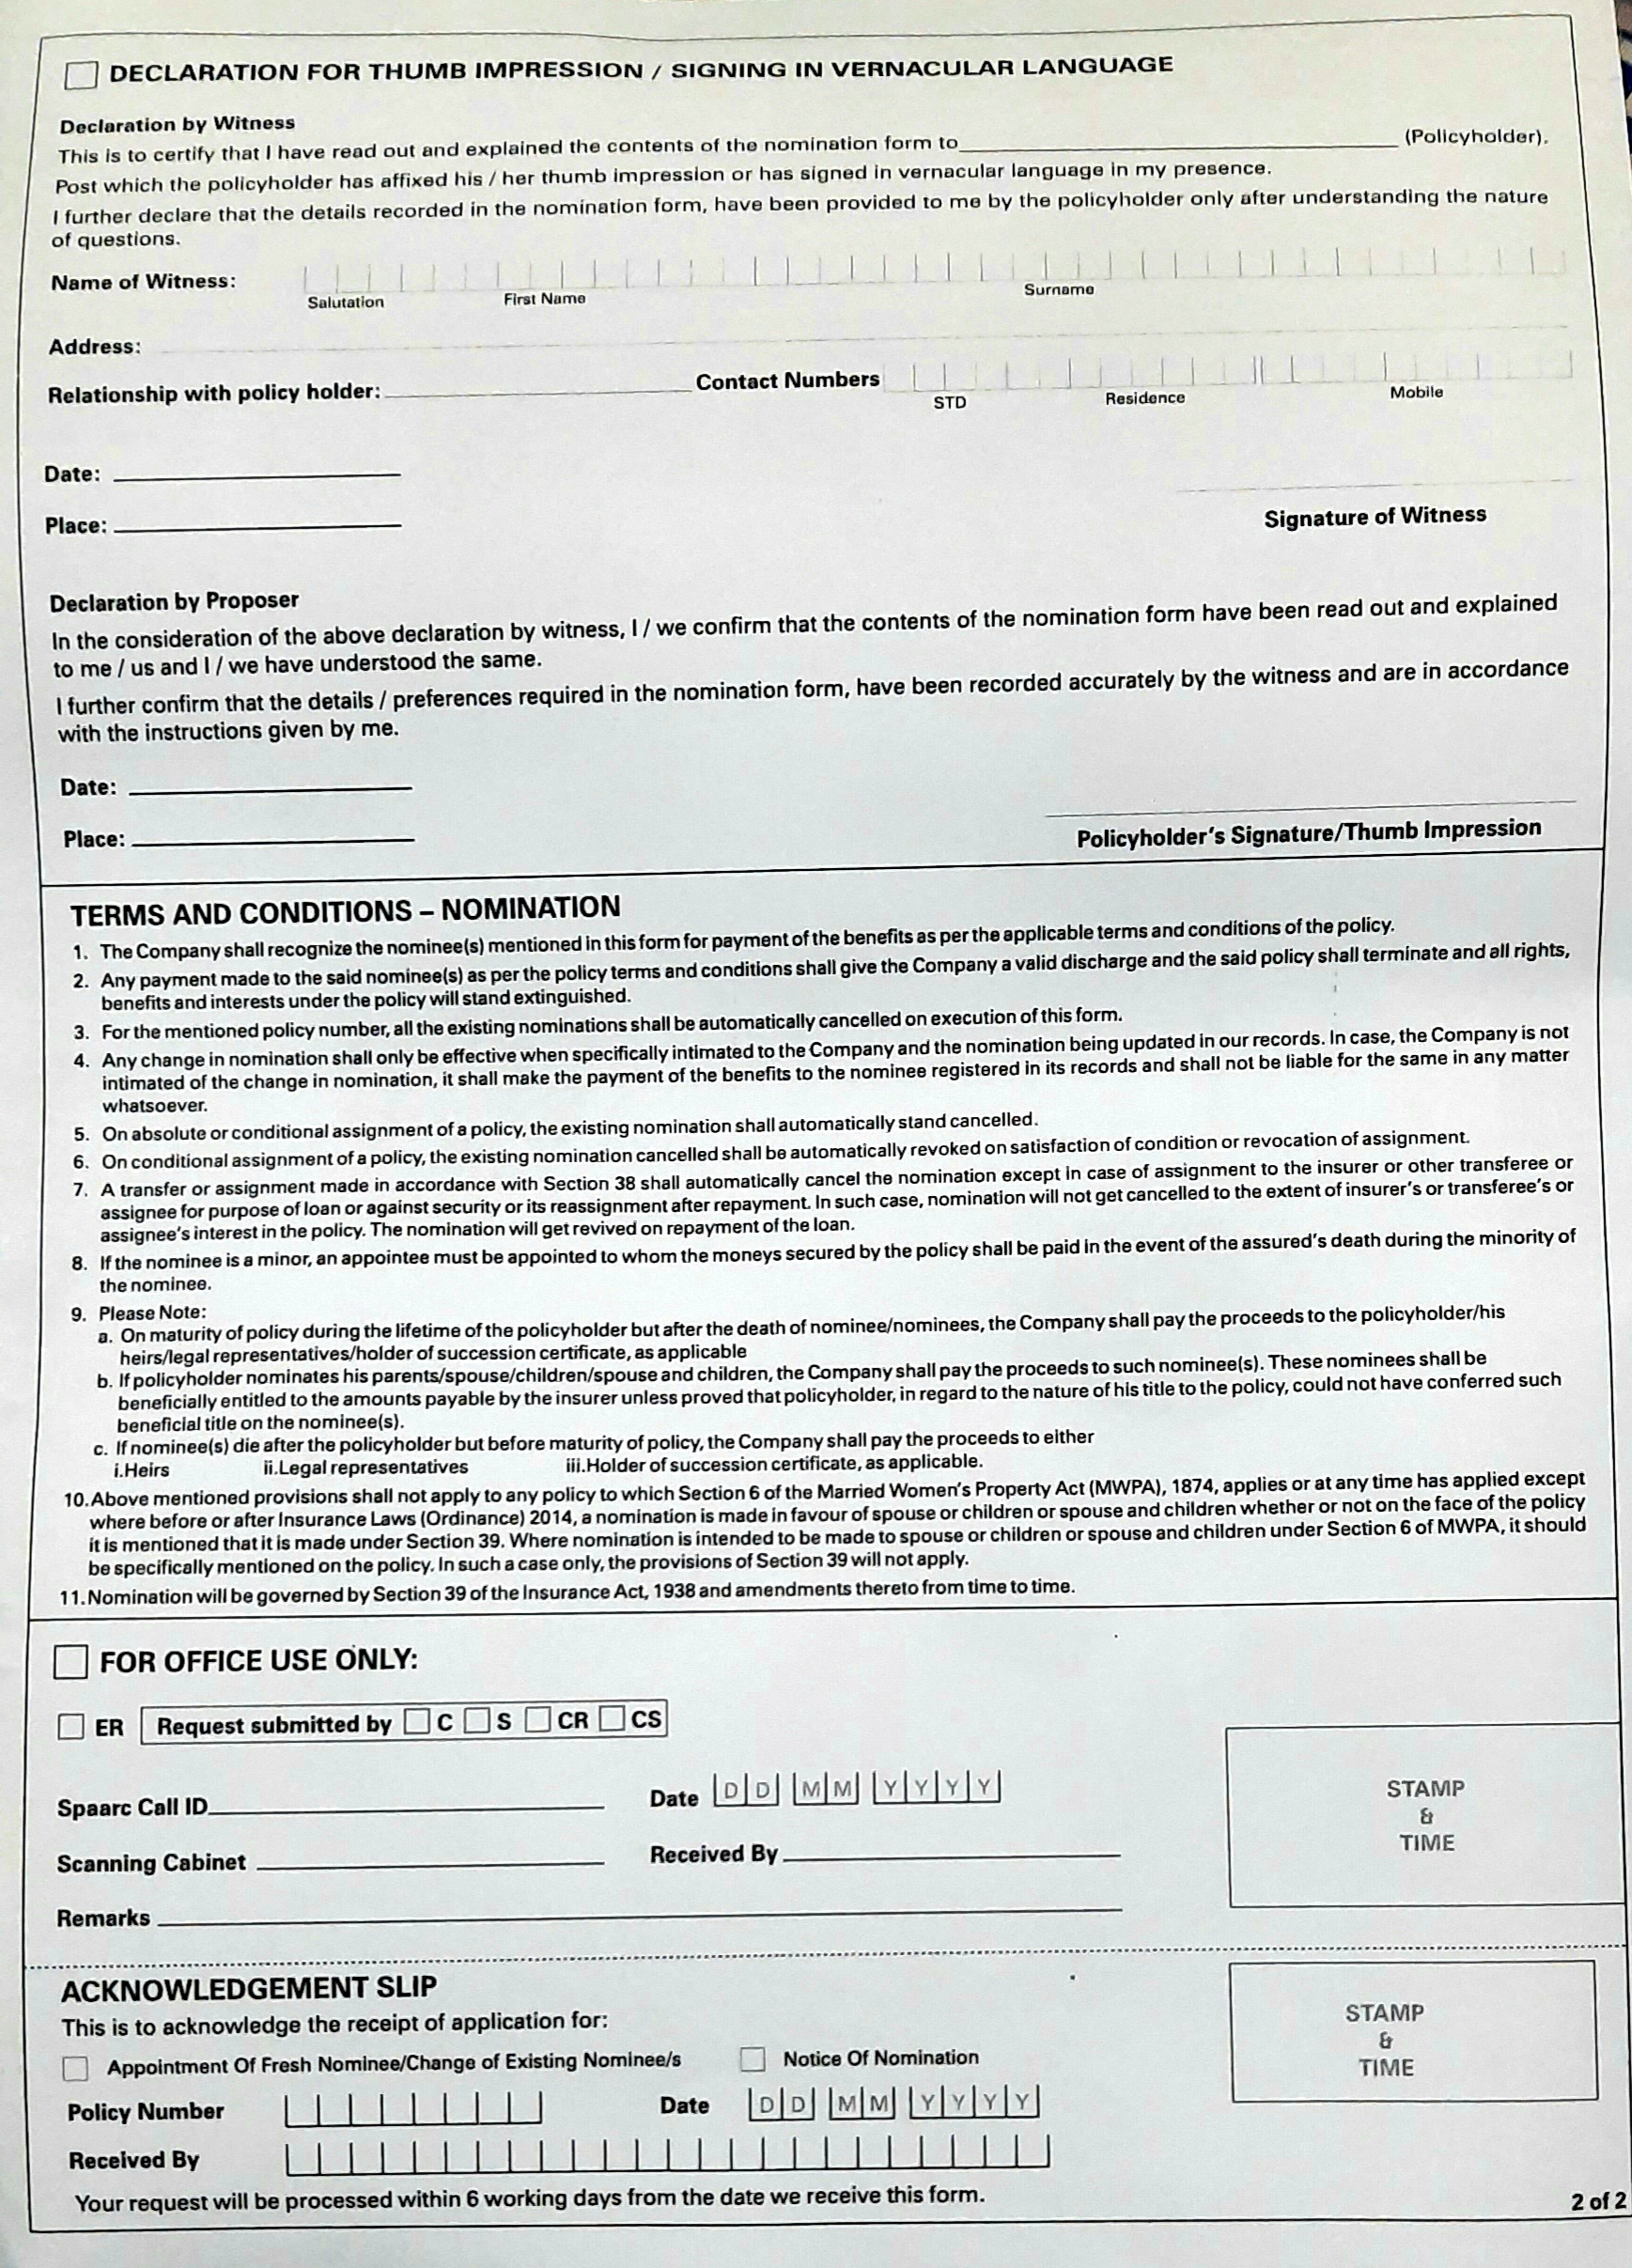 DECLARATION FOR THUMB IMPRESSION / SIGNING IN VERNACULAR LANGUAGE
Declaration by Witness
This is to certify that I have read out and explained the contents of the nomination form to (Policyholder).
Post which the policyholder has affixed his / her thumb impression or has signed in vernacular language in my presence.
I further declare that the details recorded in the nomination form, have been provided to me by the policyholder only after understanding the nature
of questions.
Name of Witness:
Salutation First Name Surname
Address:
Relationship with policy holder: Contact Numbers
STD Residence Mobile
Date:
Place:
Signature of Witness
Declaration by Proposer
In the consideration of the above declaration by witness, I / we confirm that the contents of the nomination form have been read out and explained
to me / us and I / we have understood the same.
I further confirm that the details / preferences required in the nomination form, have been recorded accurately by the witness and are in accordance
with the instructions given by me.
Date:
Place:
Policyholder's Signature/Thumb Impression
TERMS AND CONDITIONS – NOMINATION
1. The Company shall recognize the nominee(s) mentioned in this form for payment of the benefits as per the applicable terms and conditions of the policy.
2. Any payment made to the said nominee(s) as per the policy terms and conditions shall give the Company a valid discharge and the said policy shall terminate and all rights,
benefits and interests under the policy will stand extinguished.
3. For the mentioned policy number, all the existing nominations shall be automatically cancelled on execution of this form.
4. Any change in nomination shall only be effective when specifically intimated to the Company and the nomination being updated in our records. In case, the Company is not
intimated of the change in nomination, it shall make the payment of the benefits to the nominee registered in its records and shall not be liable for the same in any matter
whatsoever.
5. On absolute or conditional assignment of a policy, the existing nomination shall automatically stand cancelled.
6. On conditional assignment of a policy, the existing nomination cancelled shall be automatically revoked on satisfaction of condition or revocation of assignment.
7. A transfer or assignment made in accordance with Section 38 shall automatically cancel the nomination except in case of assignment to the insurer or other transferee or
assignee for purpose of loan or against security or its reassignment after repayment. In such case, nomination will not get cancelled to the extent of insurer's or transferee's or
assignee's interest in the policy. The nomination will get revived on repayment of the loan.
8. If the nominee is a minor, an appointee must be appointed to whom the moneys secured by the policy shall be paid in the event of the assured's death during the minority of
the nominee.
9. Please Note:
a. On maturity of policy during the lifetime of the policyholder but after the death of nominee/nominees, the Company shall pay the proceeds to the policyholder/his
heirs/legal representatives/holder of succession certificate, as applicable
b. If policyholder nominates his parents/spouse/children/spouse and children, the Company shall pay the proceeds to such nominee(s). These nominees shall be
beneficially entitled to the amounts payable by the insurer unless proved that policyholder, in regard to the nature of his title to the policy, could not have conferred such
beneficial title on the nominee(s).
c. If nominee(s) die after the policyholder but before maturity of policy, the Company shall pay the proceeds to either
i.Heirs ii.Legal representatives iii.Holder of succession certificate, as applicable.
10. Above mentioned provisions shall not apply to any policy to which Section 6 of the Married Women's Property Act (MWPA), 1874, applies or at any time has applied except
where before or after Insurance Laws (Ordinance) 2014, a nomination is made in favour of spouse or children or spouse and children whether or not on the face of the policy
it is mentioned that it is made under Section 39. Where nomination is intended to be made to spouse or children or spouse and children under Section 6 of MWPA, it should
be specifically mentioned on the policy. In such a case only, the provisions of Section 39 will not apply.
11. Nomination will be governed by Section 39 of the Insurance Act, 1938 and amendments thereto from time to time.
FOR OFFICE USE ONLY:
ER Request submitted by C S CR CS
Spaarc Call ID Date D D M M Y Y Y Y
Scanning Cabinet Received By
Remarks
STAMP
&
TIME
ACKNOWLEDGEMENT SLIP
This is to acknowledge the receipt of application for:
Appointment Of Fresh Nominee/Change of Existing Nominee/s Notice Of Nomination
Policy Number Date D D M M Y Y Y Y
Received By
STAMP
&
TIME
Your request will be processed within 6 working days from the date we receive this form.
2 of 2